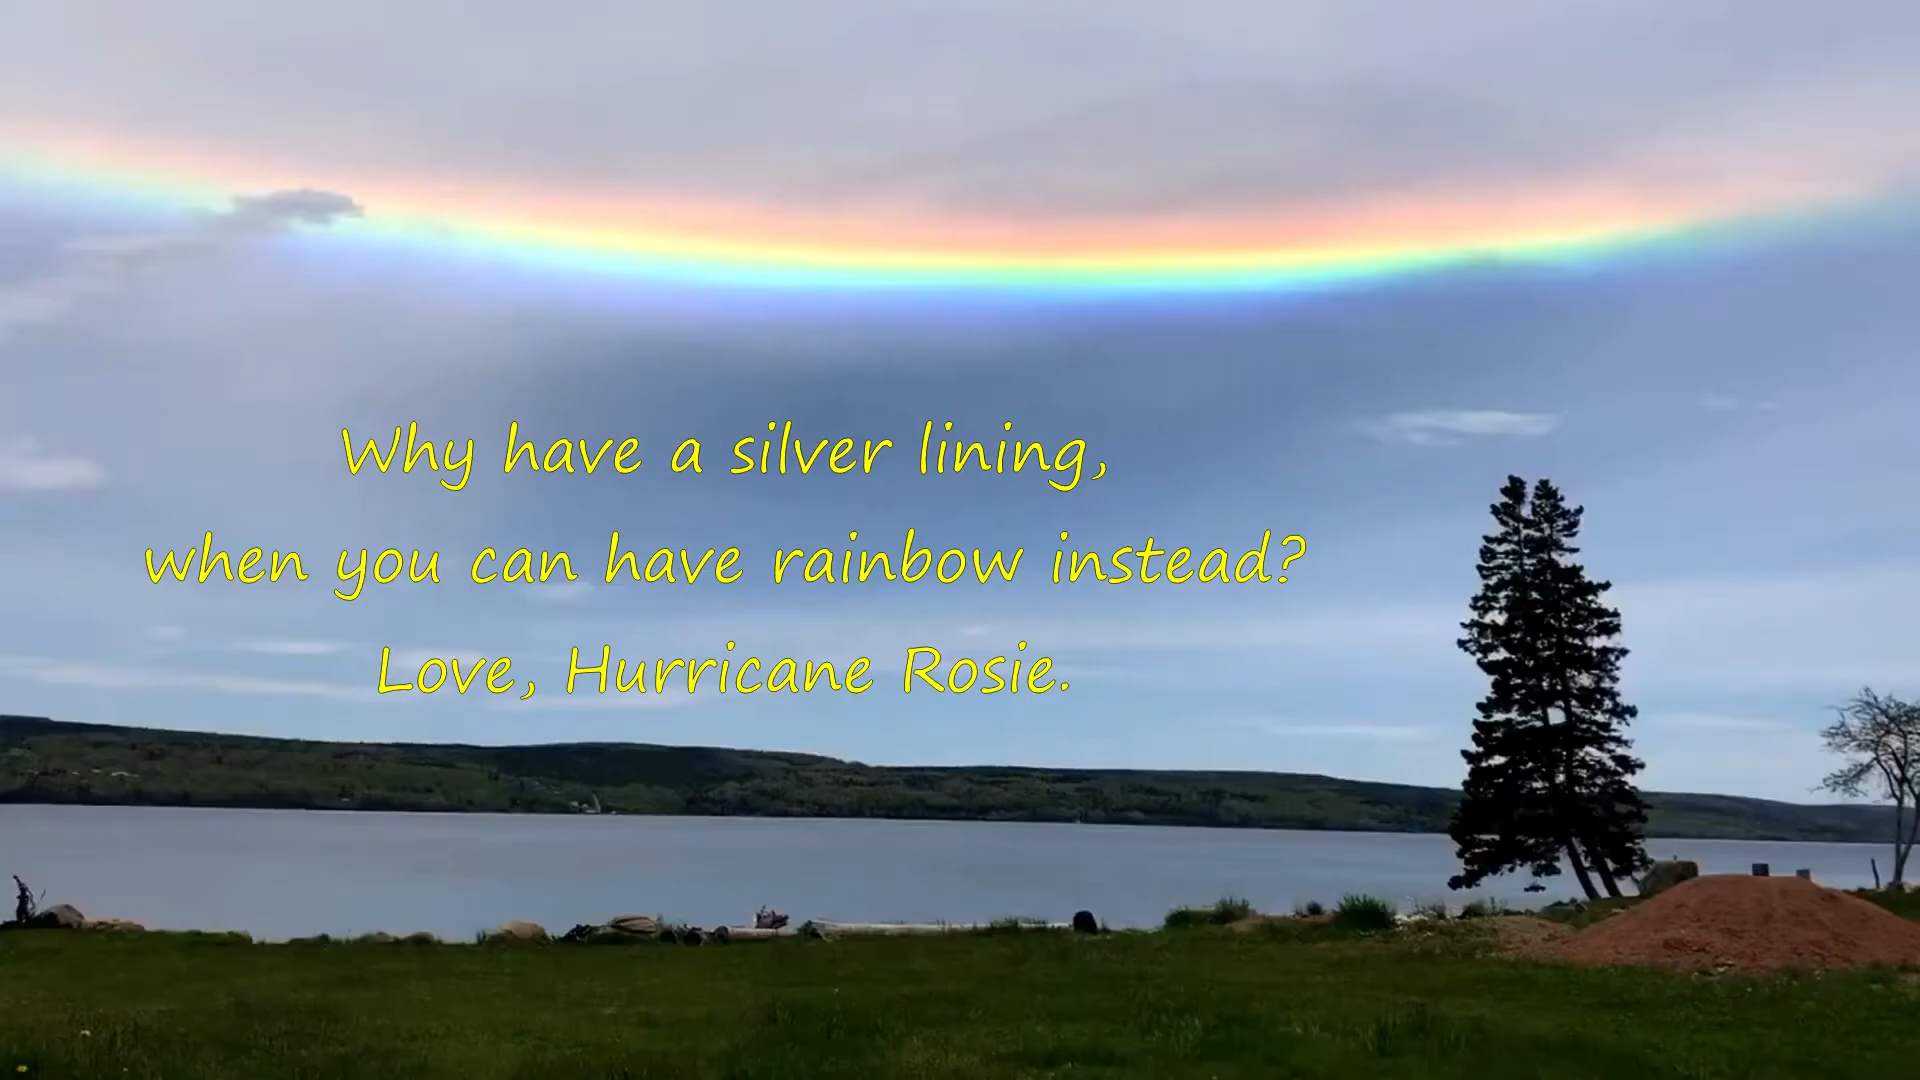 Why have a silver lining,
when you can have rainbow instead?
Love, Hurricane Rosie.